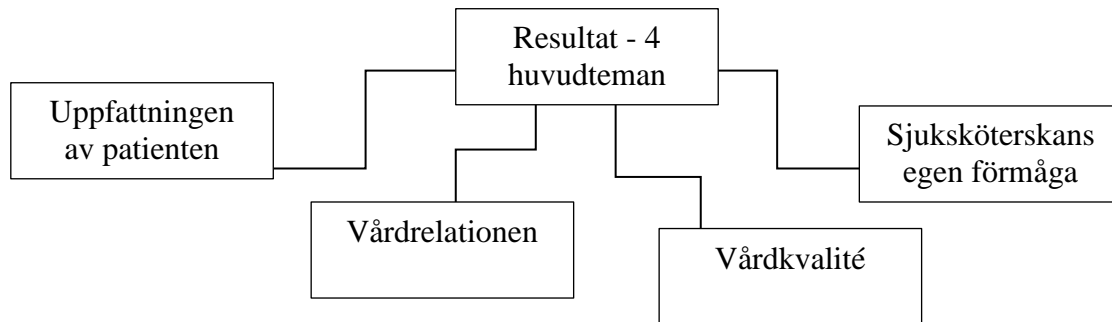 Resultat - 4
huvudteman
Uppfattningen
av patienten
Sjuksköterskans
egen förmåga
Vårdrelationen
Vårdkvalité